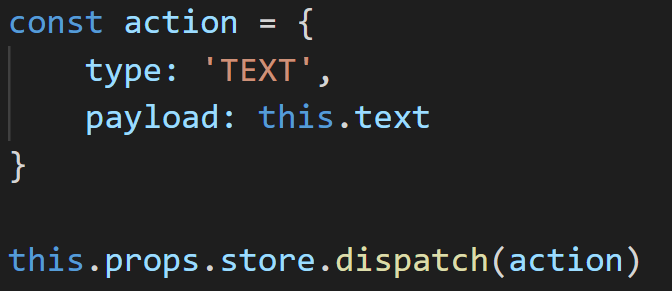 const action = {
    type: 'TEXT',
    payload: this.text
}

this.props.store.dispatch(action)